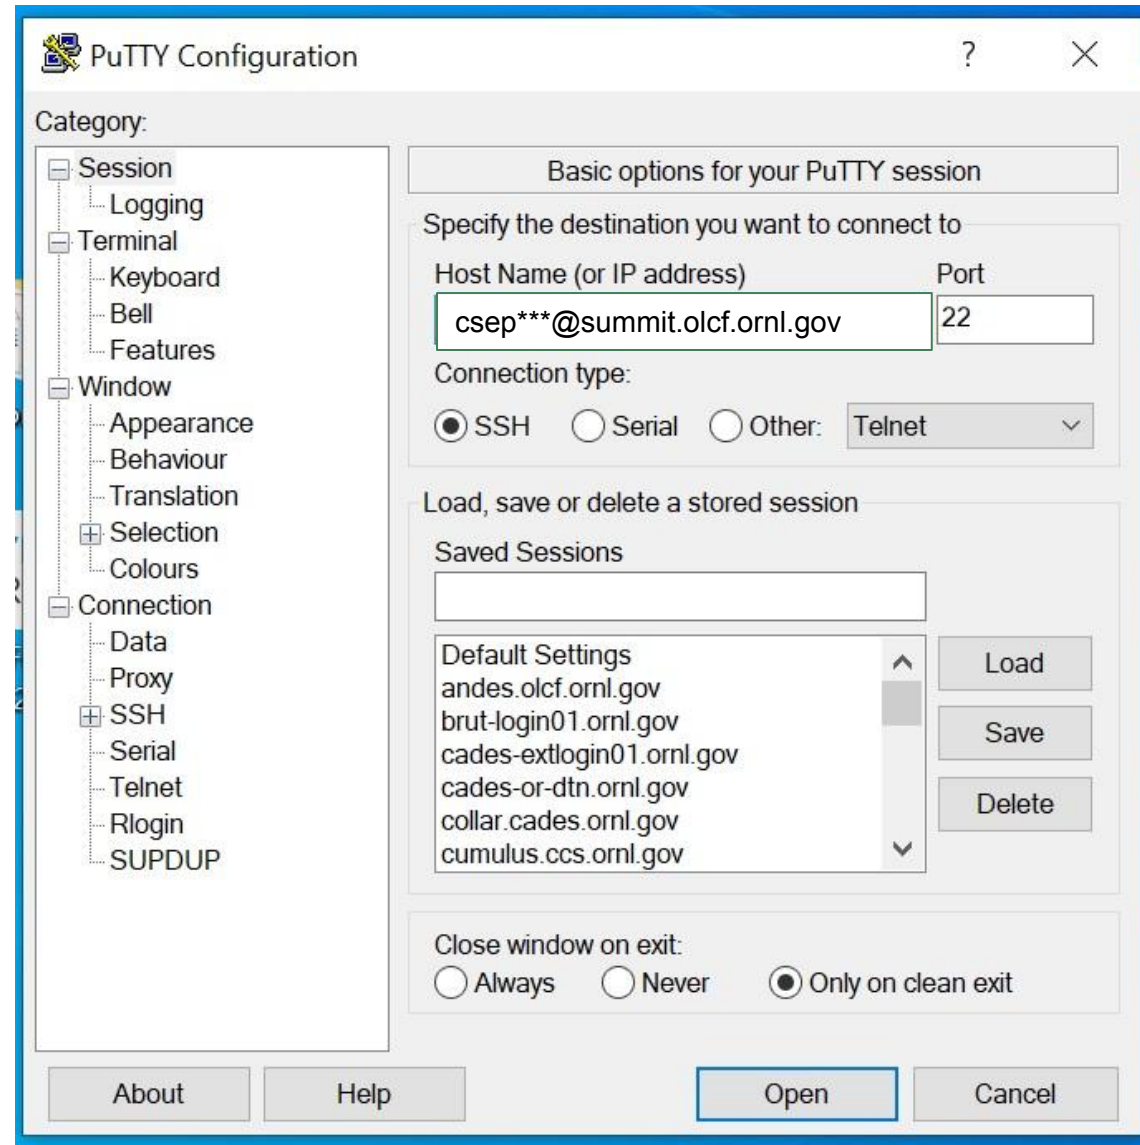 PuTTY Configuration
?
Category:
Session
Logging
Terminal
Keyboard
Bell
Features
Window
Appearance
Behaviour
Translation
Selection
Colours
Connection
Data
Proxy
SSH
Serial
Telnet
Rlogin
SUPDUP
Basic options for your PuTTY session
Specify the destination you want to connect to
Host Name (or IP address) Port
csep***@summit.olcf.ornl.gov 22
Connection type:
SSH Serial Other: Telnet
Load, save or delete a stored session
Saved Sessions
Default Settings
andes.olcf.ornl.gov
brut-login01.ornl.gov
cades-extlogin01.ornl.gov
cades-or-dtn.ornl.gov
collar.cades.ornl.gov
cumulus.ccs.ornl.gov
Load
Save
Delete
Close window on exit:
Always Never Only on clean exit
About Help Open Cancel